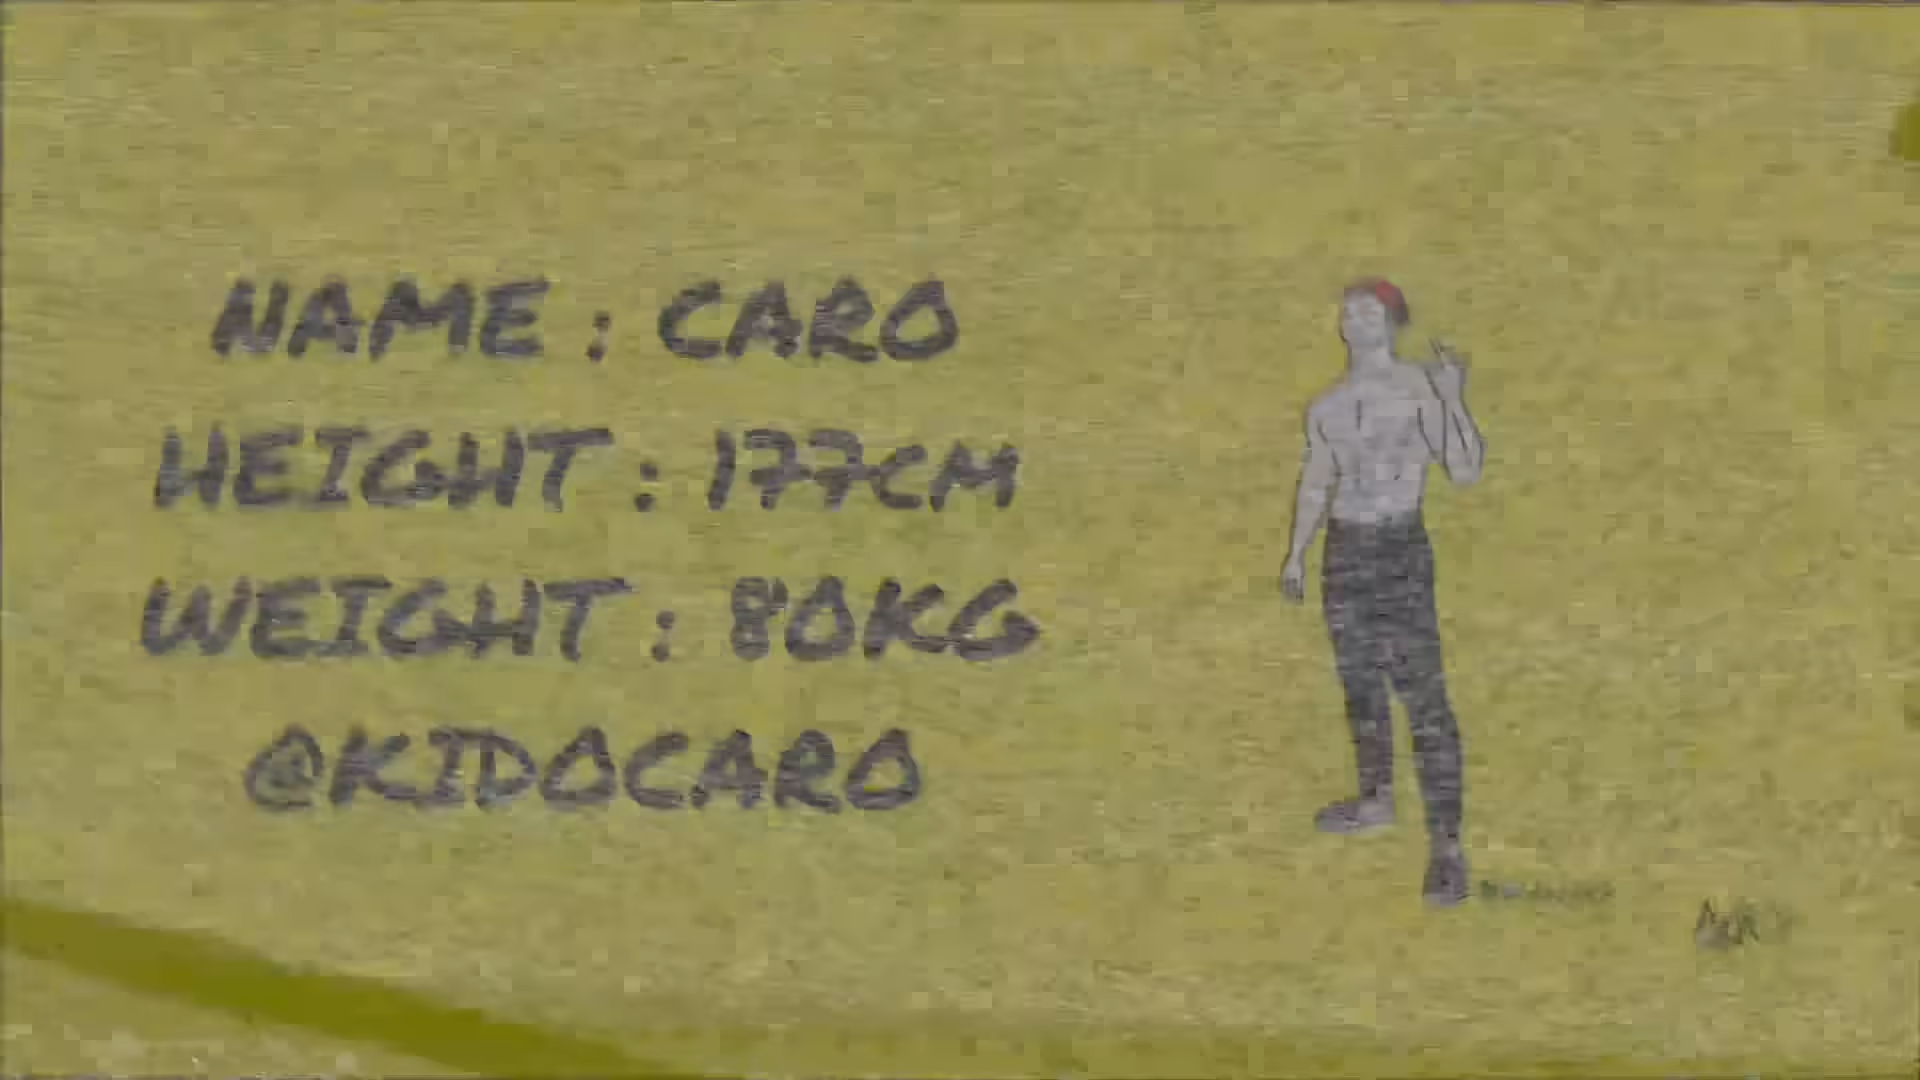 NAME : CARO
HEIGHT : 177CM
WEIGHT : 80KG
@KIDOCARO